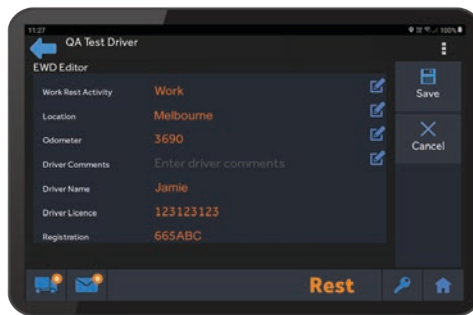 11:27
100%
QA Test Driver
EWD Editor
Work Rest Activity Work
Location Melbourne
Odometer 3690
Driver Comments Enter driver comments
Driver Name Jamie
Driver Licence 123123123
Registration 665ABC
Save
Cancel
Rest